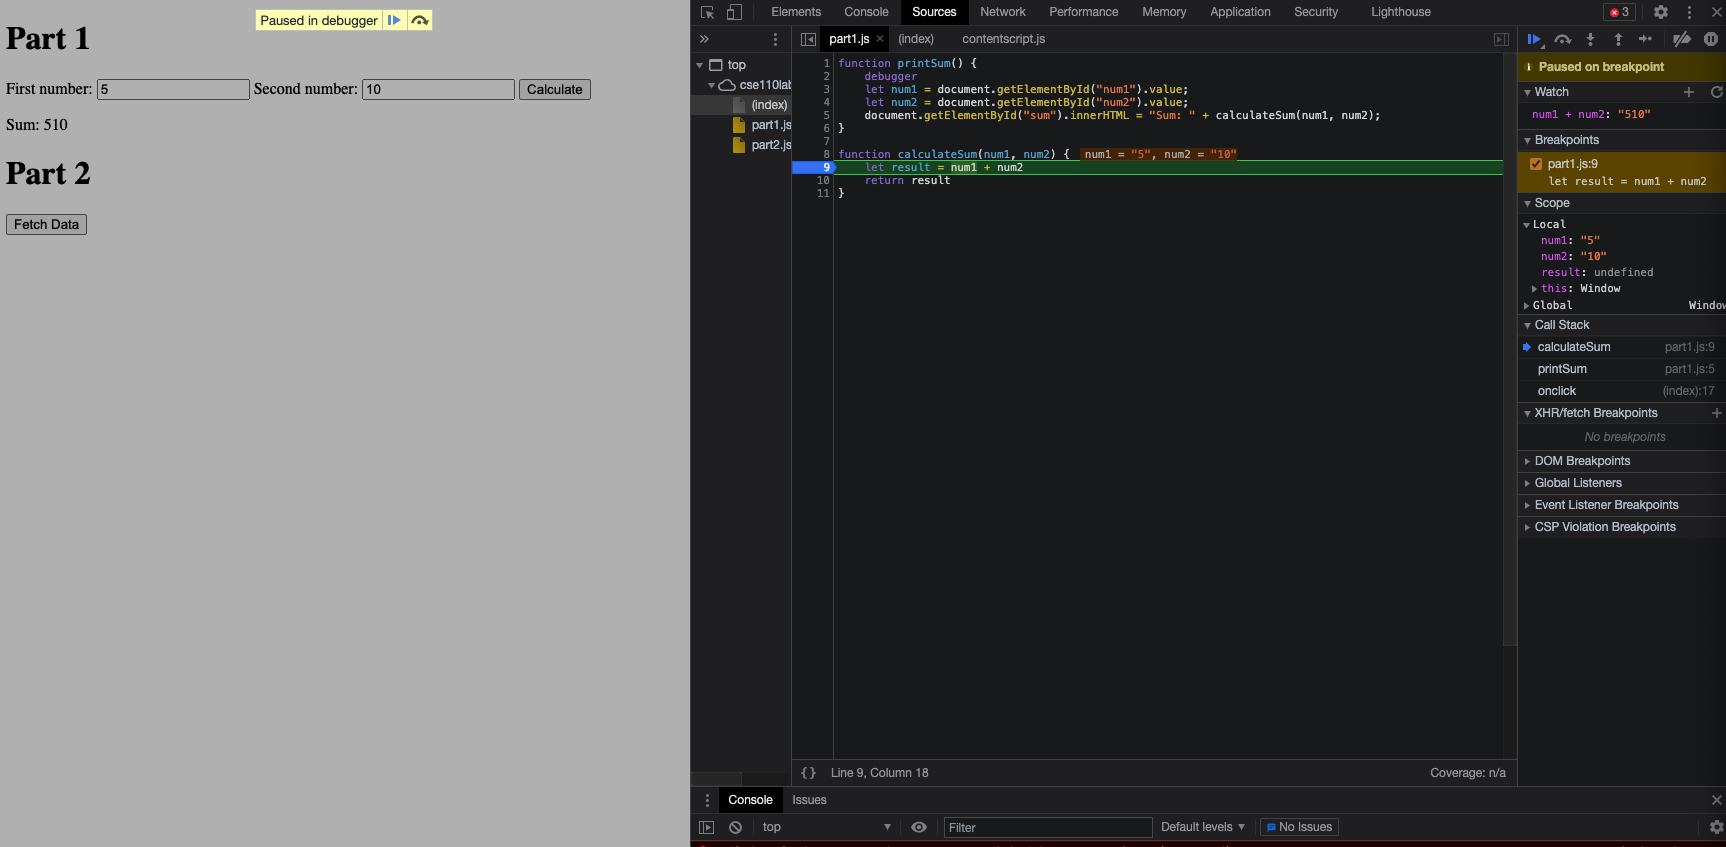 Paused in debugger
Part 1
First number: 5 Second number: 10 Calculate
Sum: 510
Part 2
Fetch Data
Elements Console Sources Network Performance Memory Application Security Lighthouse 3
part1.js × (index) contentscript.js
top
cse110lab
(index)
part1.js
part2.js
1 function printSum() {
2 debugger
3 let num1 = document.getElementById("num1").value;
4 let num2 = document.getElementById("num2").value;
5 document.getElementById("sum").innerHTML = "Sum: " + calculateSum(num1, num2);
6 }
7
8 function calculateSum(num1, num2) { num1 = "5", num2 = "10"
9 let result = num1 + num2
10 return result
11 }
{} Line 9, Column 18 Coverage: n/a
Paused on breakpoint
Watch
num1 + num2: "510"
Breakpoints
part1.js:9
let result = num1 + num2
Scope
Local
num1: "5"
num2: "10"
result: undefined
this: Window
Global Window
Call Stack
calculateSum part1.js:9
printSum part1.js:5
onclick (index):17
XHR/fetch Breakpoints
No breakpoints
DOM Breakpoints
Global Listeners
Event Listener Breakpoints
CSP Violation Breakpoints
Console Issues
top Filter Default levels No Issues